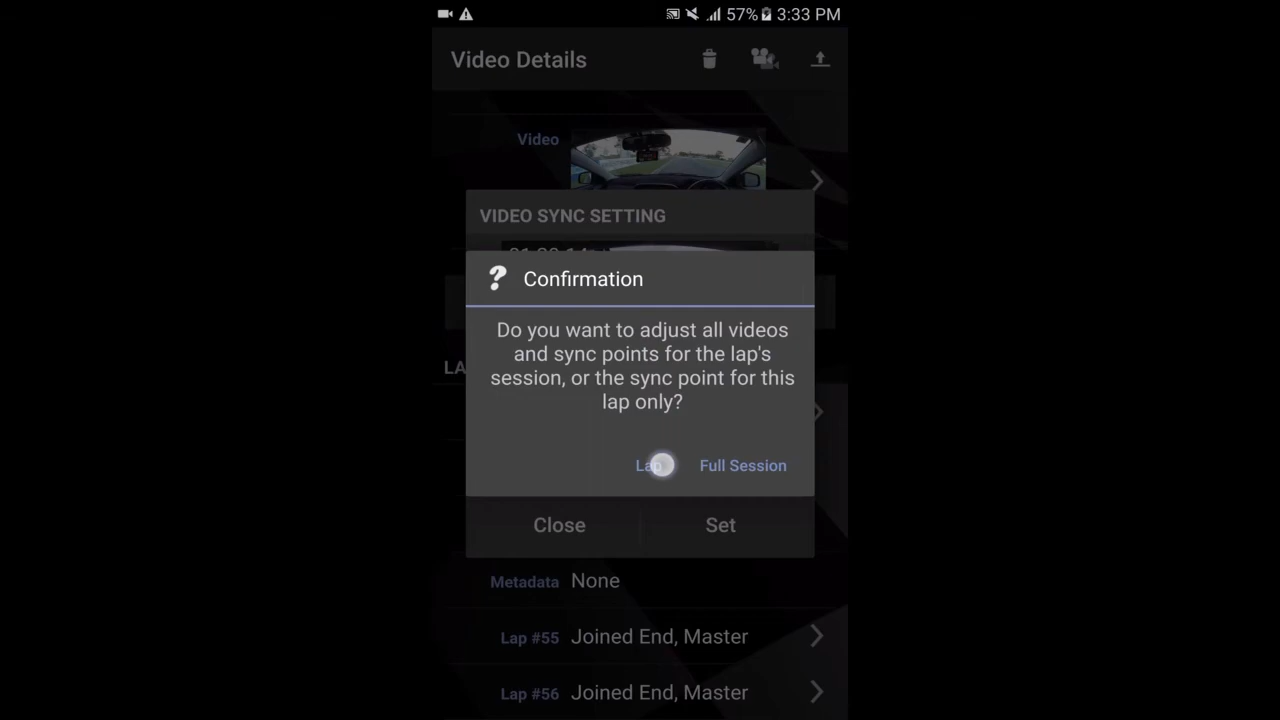 57% 3:33 PM
Video Details
Video
VIDEO SYNC SETTING
Confirmation
Do you want to adjust all videos
and sync points for the lap's
session, or the sync point for this
lap only?
Lap Full Session
Close Set
Metadata None
Lap #55 Joined End, Master
Lap #56 Joined End, Master